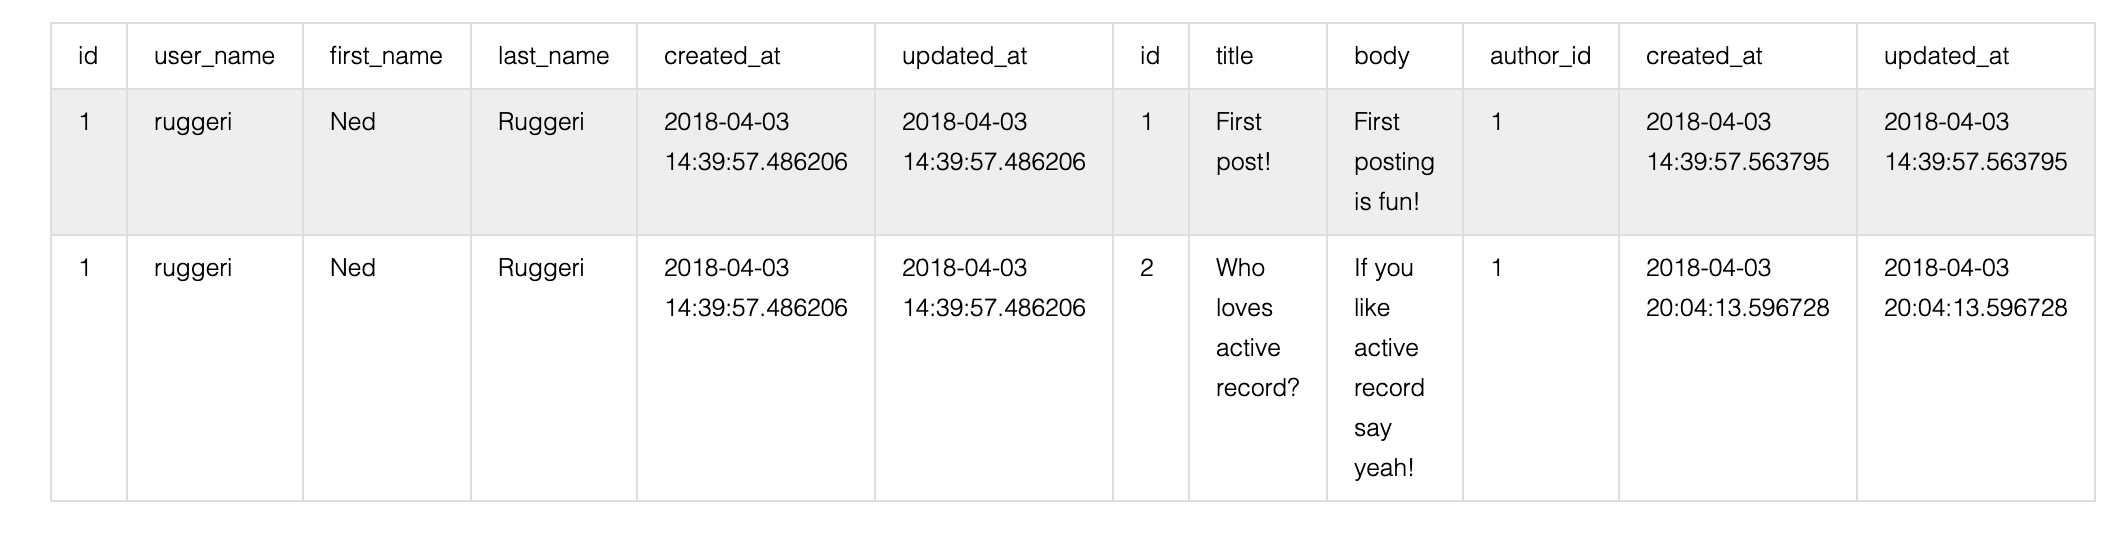 id user_name first_name last_name created_at updated_at id title body author_id created_at updated_at
1 ruggeri Ned Ruggeri 2018-04-03 2018-04-03 1 First First 1 2018-04-03 2018-04-03
14:39:57.486206 14:39:57.486206 post! posting 14:39:57.563795 14:39:57.563795
is fun!
1 ruggeri Ned Ruggeri 2018-04-03 2018-04-03 2 Who If you 1 2018-04-03 2018-04-03
14:39:57.486206 14:39:57.486206 loves like 20:04:13.596728 20:04:13.596728
active active
record? record
say
yeah!